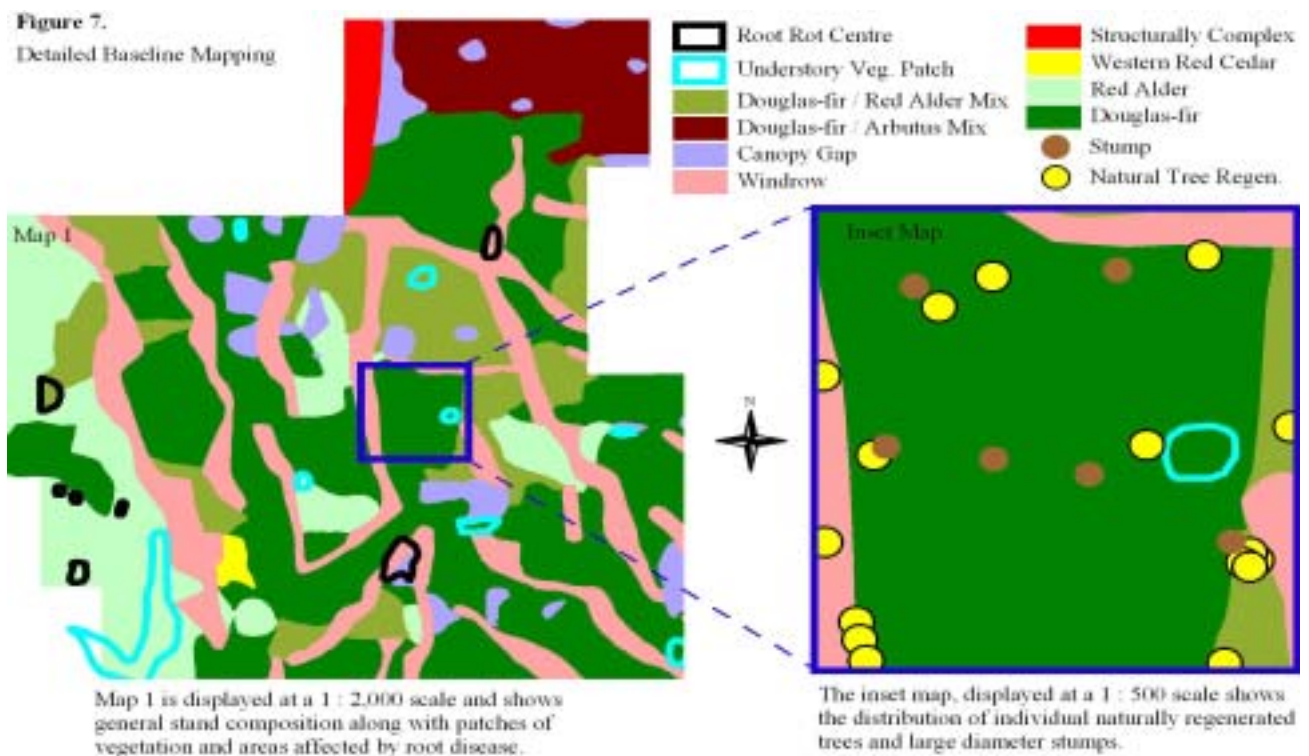 Figure 7.
Detailed Baseline Mapping
Root Rot Centre
Understory Veg. Patch
Douglas-fir / Red Alder Mix
Douglas-fir / Arbutus Mix
Canopy Gap
Windrow
Structurally Complex
Western Red Cedar
Red Alder
Douglas-fir
Stump
Natural Tree Regen.
Map 1
Inset Map
N
Map 1 is displayed at a 1 : 2,000 scale and shows
general stand composition along with patches of
vegetation and areas affected by root disease.
The inset map, displayed at a 1 : 500 scale shows
the distribution of individual naturally regenerated
trees and large diameter stumps.